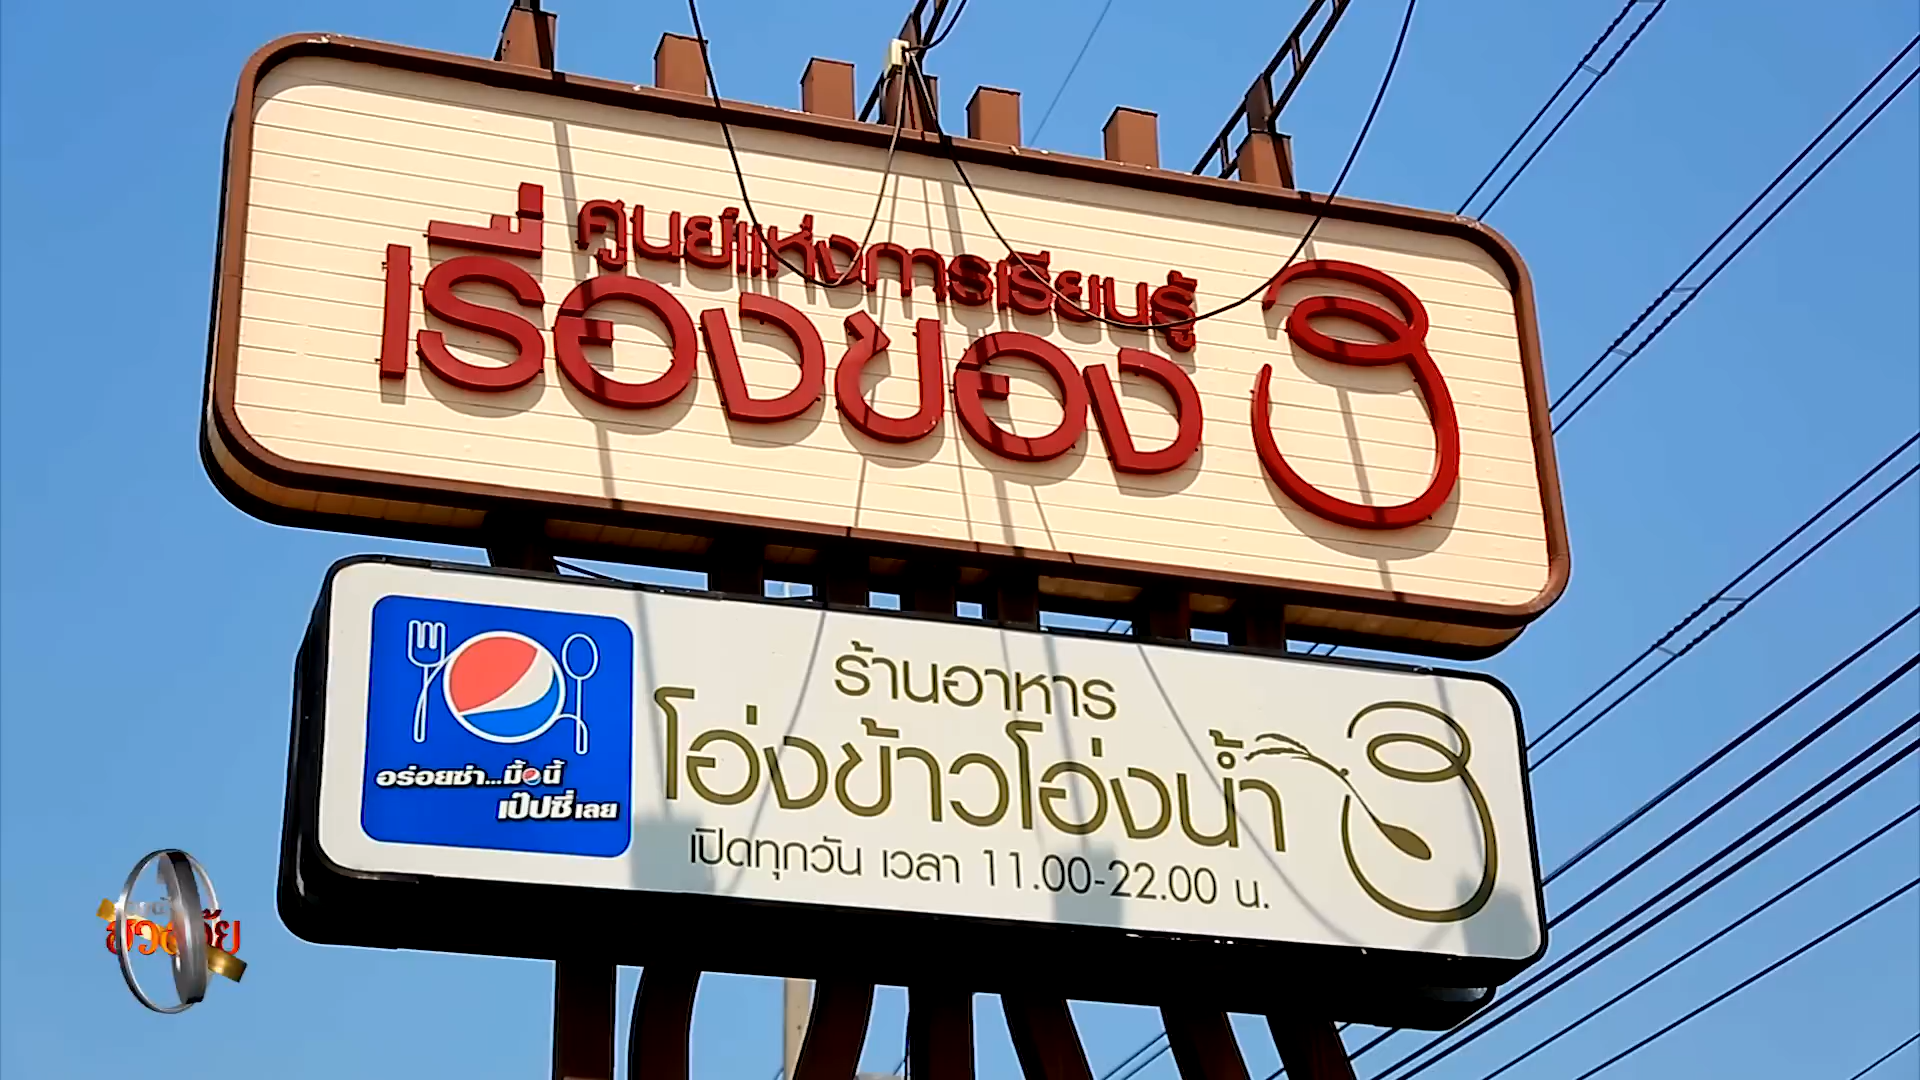 ศูนย์แห่งการเรียนรู้
เรื่องของ
ร้านอาหาร
โอ่งข้าวโอ่งน้ำ
เปิดทุกวัน เวลา 11.00-22.00 น.
อร่อยซ่า...มื้อนี้
เป๊ปซี่เลย